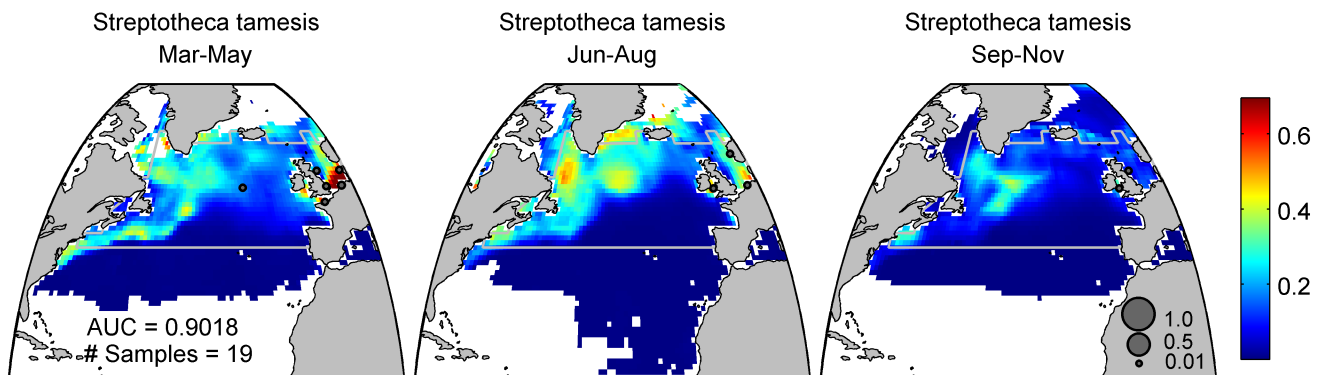 Streptotheca tamesis
Mar-May
Streptotheca tamesis
Jun-Aug
Streptotheca tamesis
Sep-Nov
AUC = 0.9018
# Samples = 19
1.0
0.5
0.01
0.6
0.4
0.2